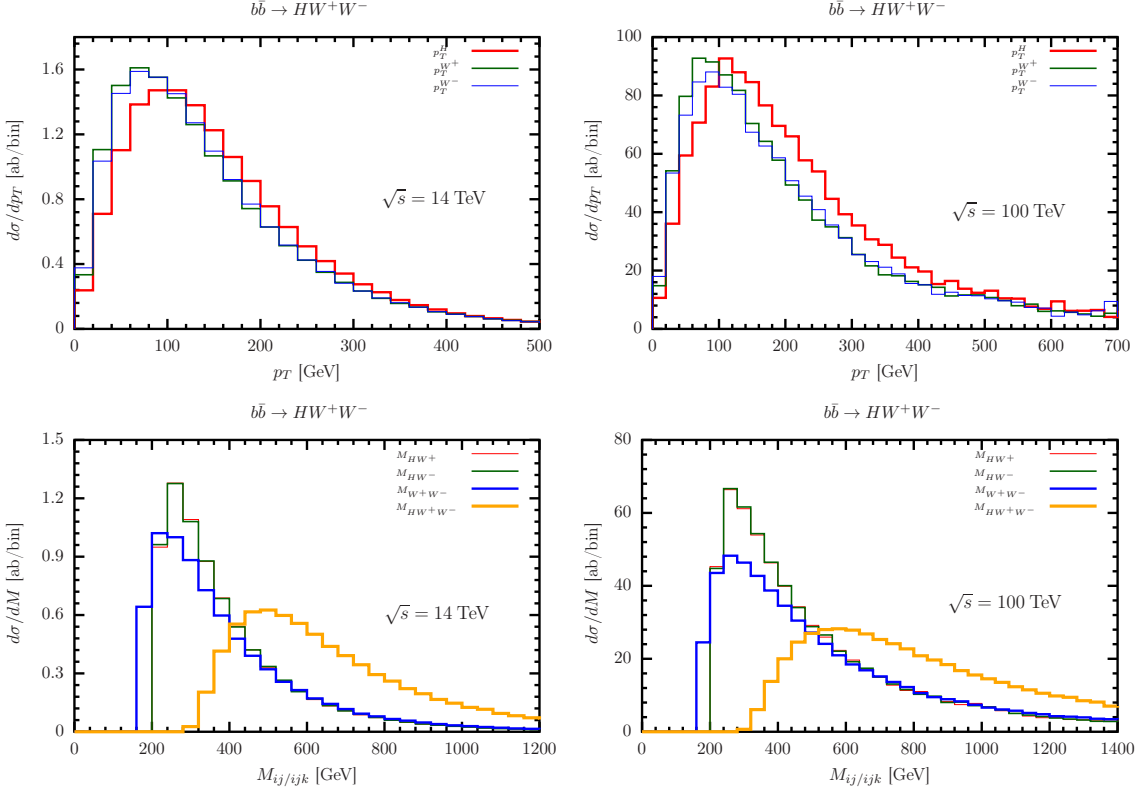 bb̄ → HW⁺W⁻
dσ/dp_T [ab/bin]
1.6
1.2
0.8
0.4
0
p_T^H
p_T^{W⁺}
p_T^{W⁻}
√s = 14 TeV
0 100 200 300 400 500
p_T [GeV]
bb̄ → HW⁺W⁻
dσ/dp_T [ab/bin]
100
80
60
40
20
0
p_T^H
p_T^{W⁺}
p_T^{W⁻}
√s = 100 TeV
0 100 200 300 400 500 600 700
p_T [GeV]
bb̄ → HW⁺W⁻
dσ/dM [ab/bin]
1.5
1.2
0.9
0.6
0.3
0
M_{HW⁺}
M_{HW⁻}
M_{W⁺W⁻}
M_{HW⁺W⁻}
√s = 14 TeV
0 200 400 600 800 1000 1200
M_{ij/ijk} [GeV]
bb̄ → HW⁺W⁻
dσ/dM [ab/bin]
80
60
40
20
0
M_{HW⁺}
M_{HW⁻}
M_{W⁺W⁻}
M_{HW⁺W⁻}
√s = 100 TeV
0 200 400 600 800 1000 1200 1400
M_{ij/ijk} [GeV]